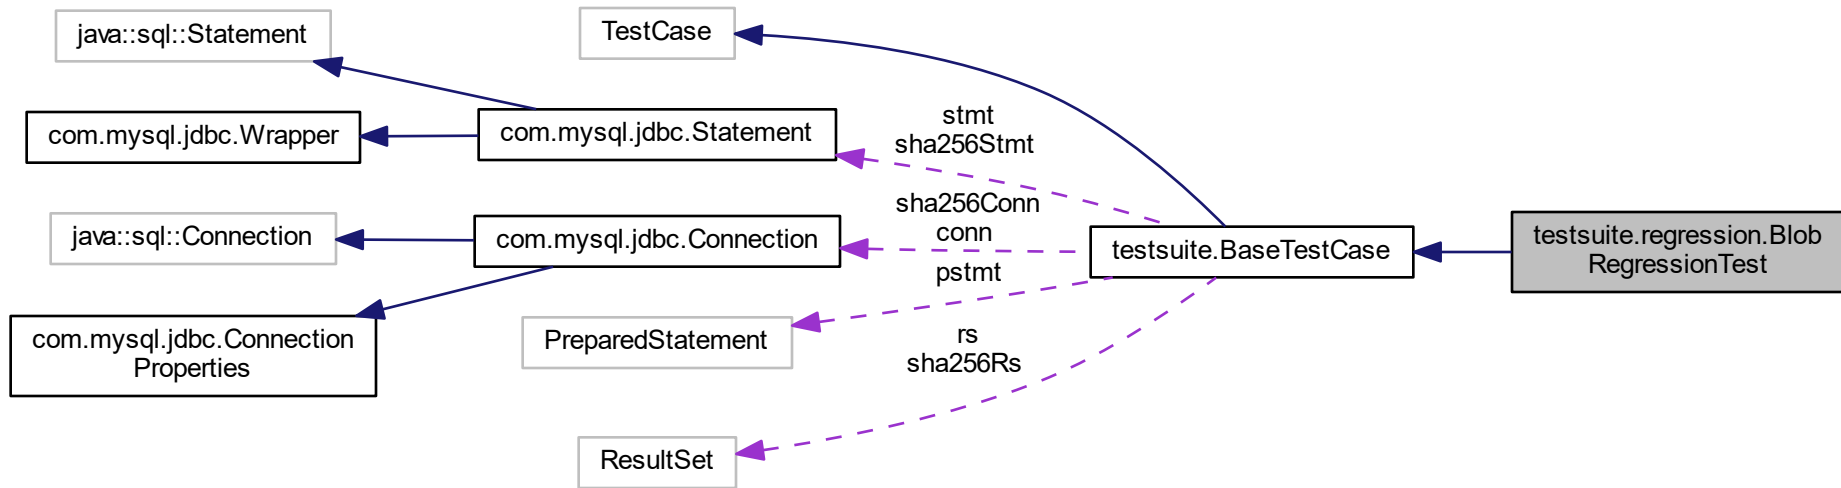 java::sql::Statement
TestCase
com.mysql.jdbc.Wrapper
com.mysql.jdbc.Statement
stmt
sha256Stmt
java::sql::Connection
com.mysql.jdbc.Connection
sha256Conn
conn
testsuite.BaseTestCase
testsuite.regression.Blob
RegressionTest
com.mysql.jdbc.Connection
Properties
PreparedStatement
pstmt
rs
sha256Rs
ResultSet